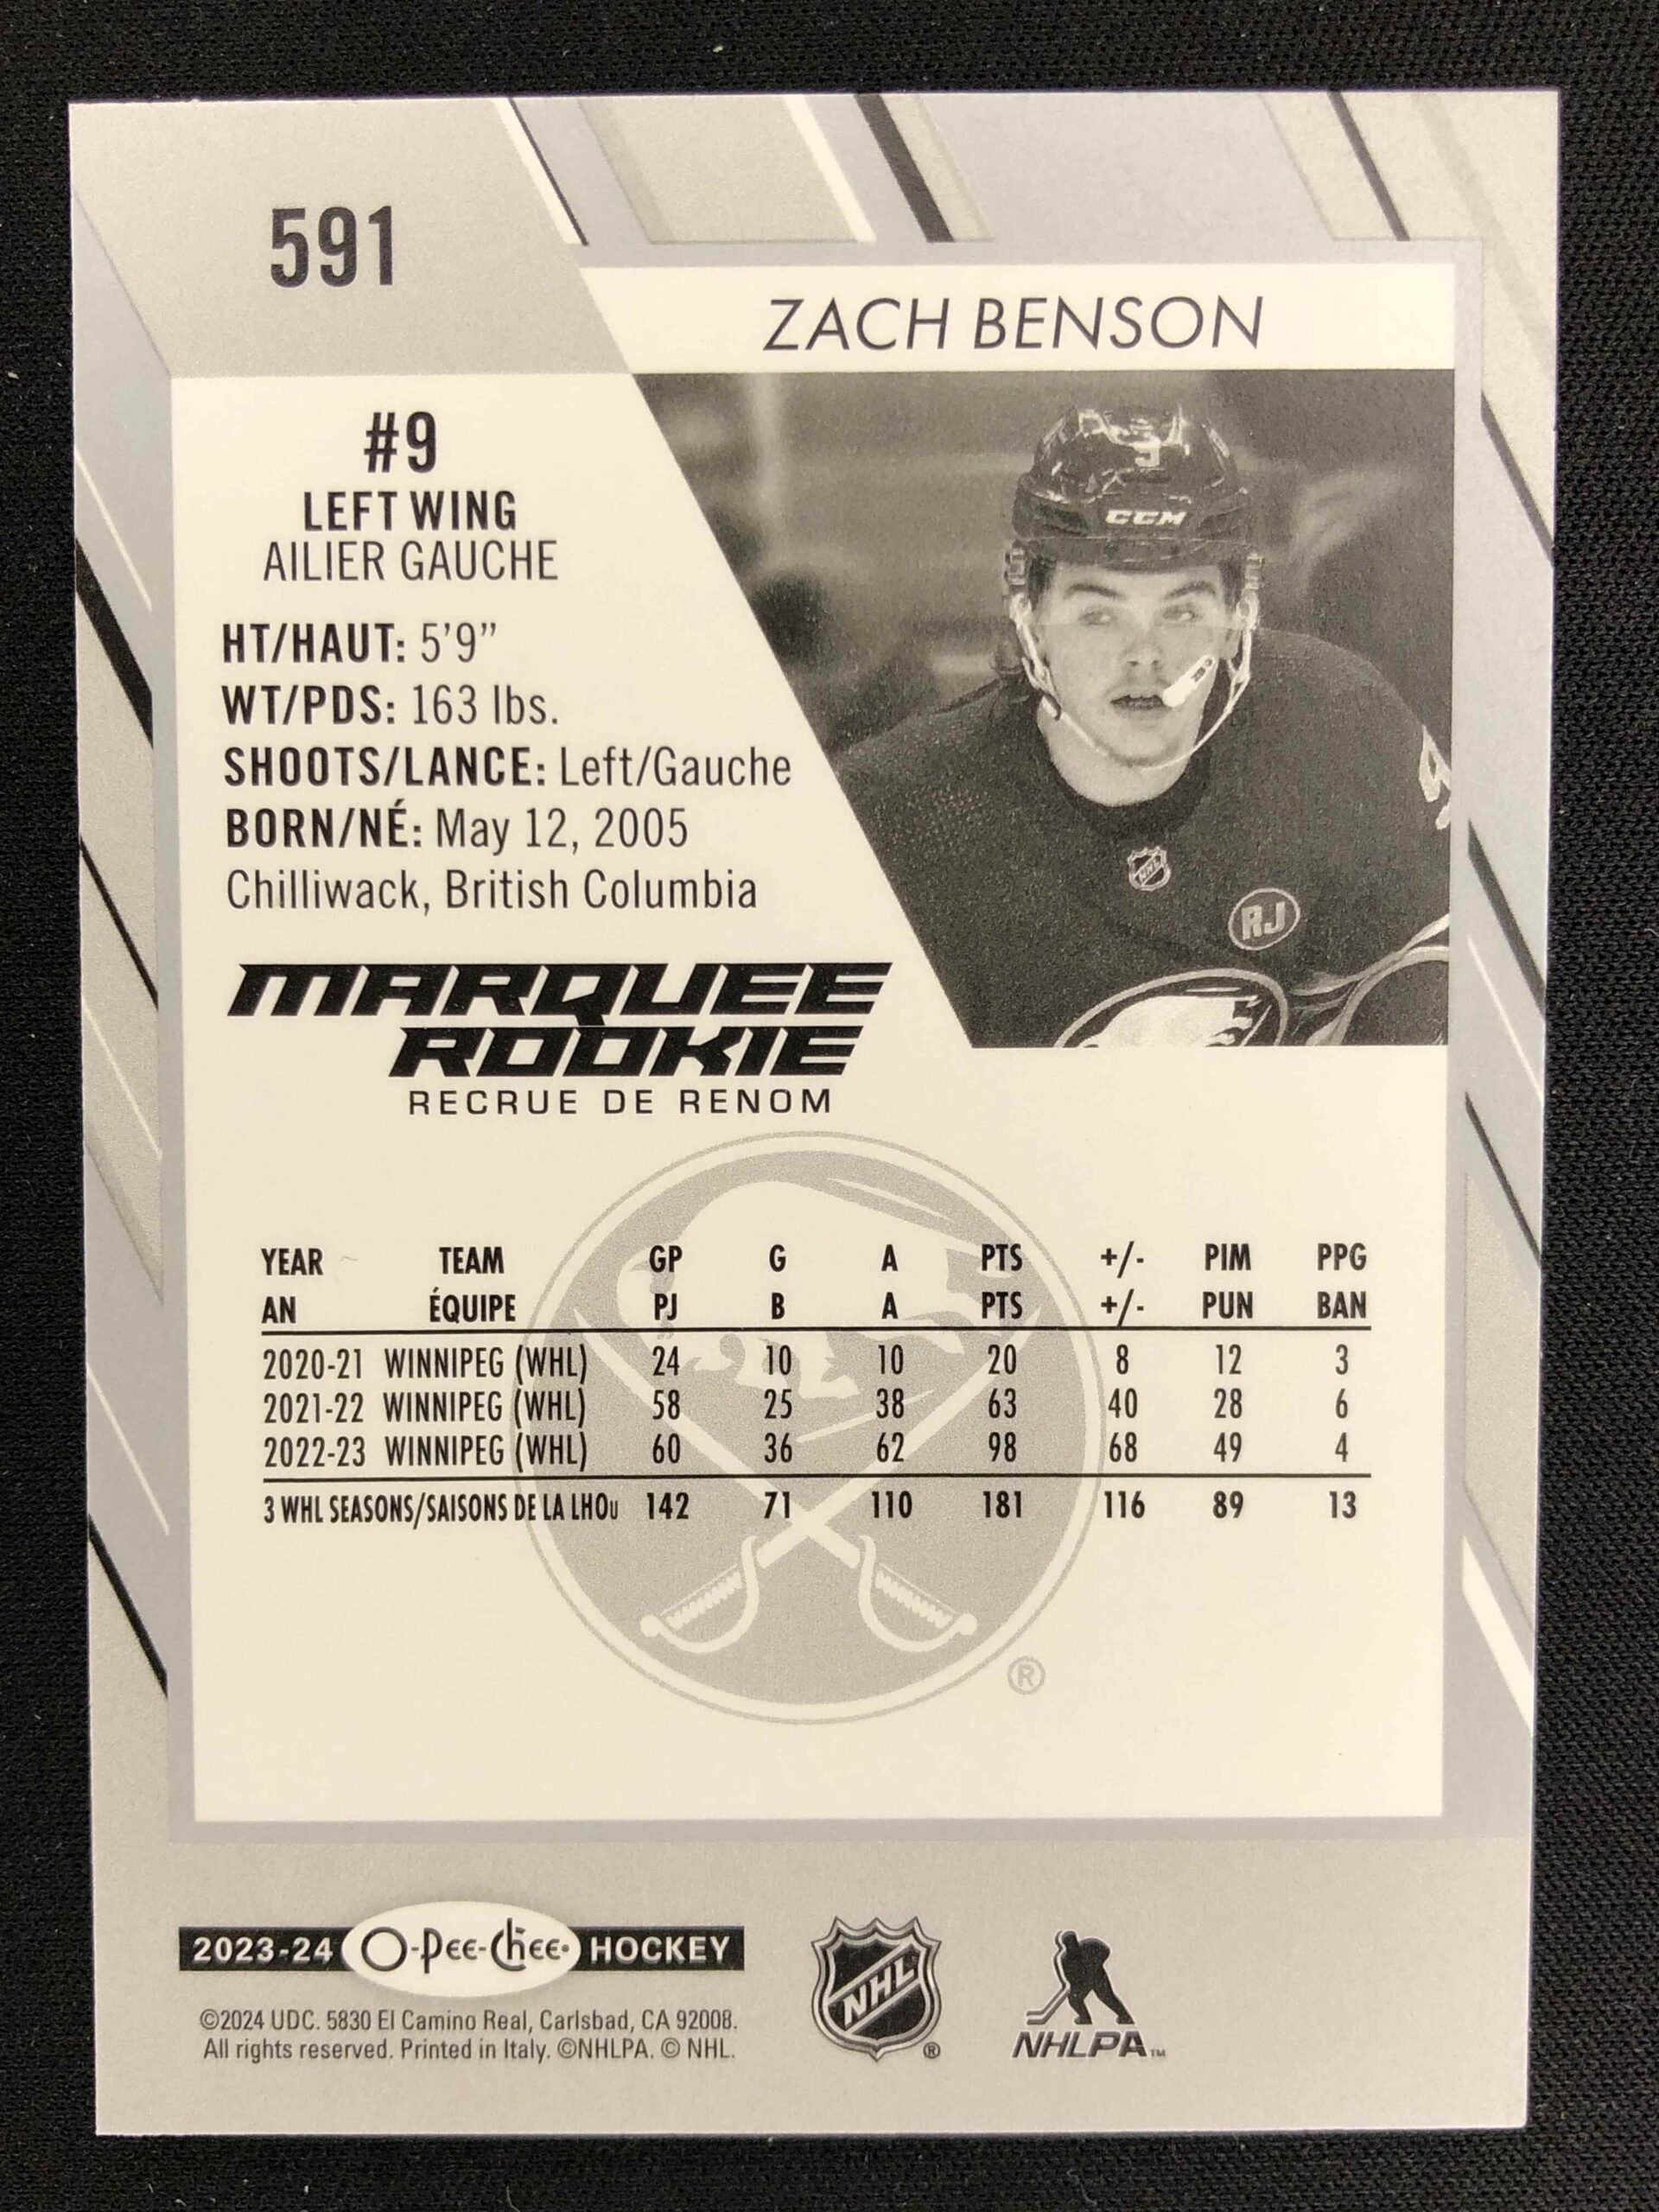 591
ZACH BENSON
#9
LEFT WING
AILIER GAUCHE
HT/HAUT: 5'9”
WT/PDS: 163 lbs.
SHOOTS/LANCE: Left/Gauche
BORN/NÉ: May 12, 2005
Chilliwack, British Columbia
9
CCM
9
NHL
RJ
MARQUEE
ROOKIE
RECRUE DE RENOM
YEAR TEAM GP G A PTS +/- PIM PPG
AN ÉQUIPE PJ B A PTS +/- PUN BAN
2020-21 WINNIPEG (WHL) 24 10 10 20 8 12 3
2021-22 WINNIPEG (WHL) 58 25 38 63 40 28 6
2022-23 WINNIPEG (WHL) 60 36 62 98 68 49 4
3 WHL SEASONS/SAISONS DE LA LHOu 142 71 110 181 116 89 13
®
2023-24 O-Pee-Chee® HOCKEY
©2024 UDC. 5830 El Camino Real, Carlsbad, CA 92008.
All rights reserved. Printed in Italy. ©NHLPA. © NHL.
NHL ®
NHLPA™